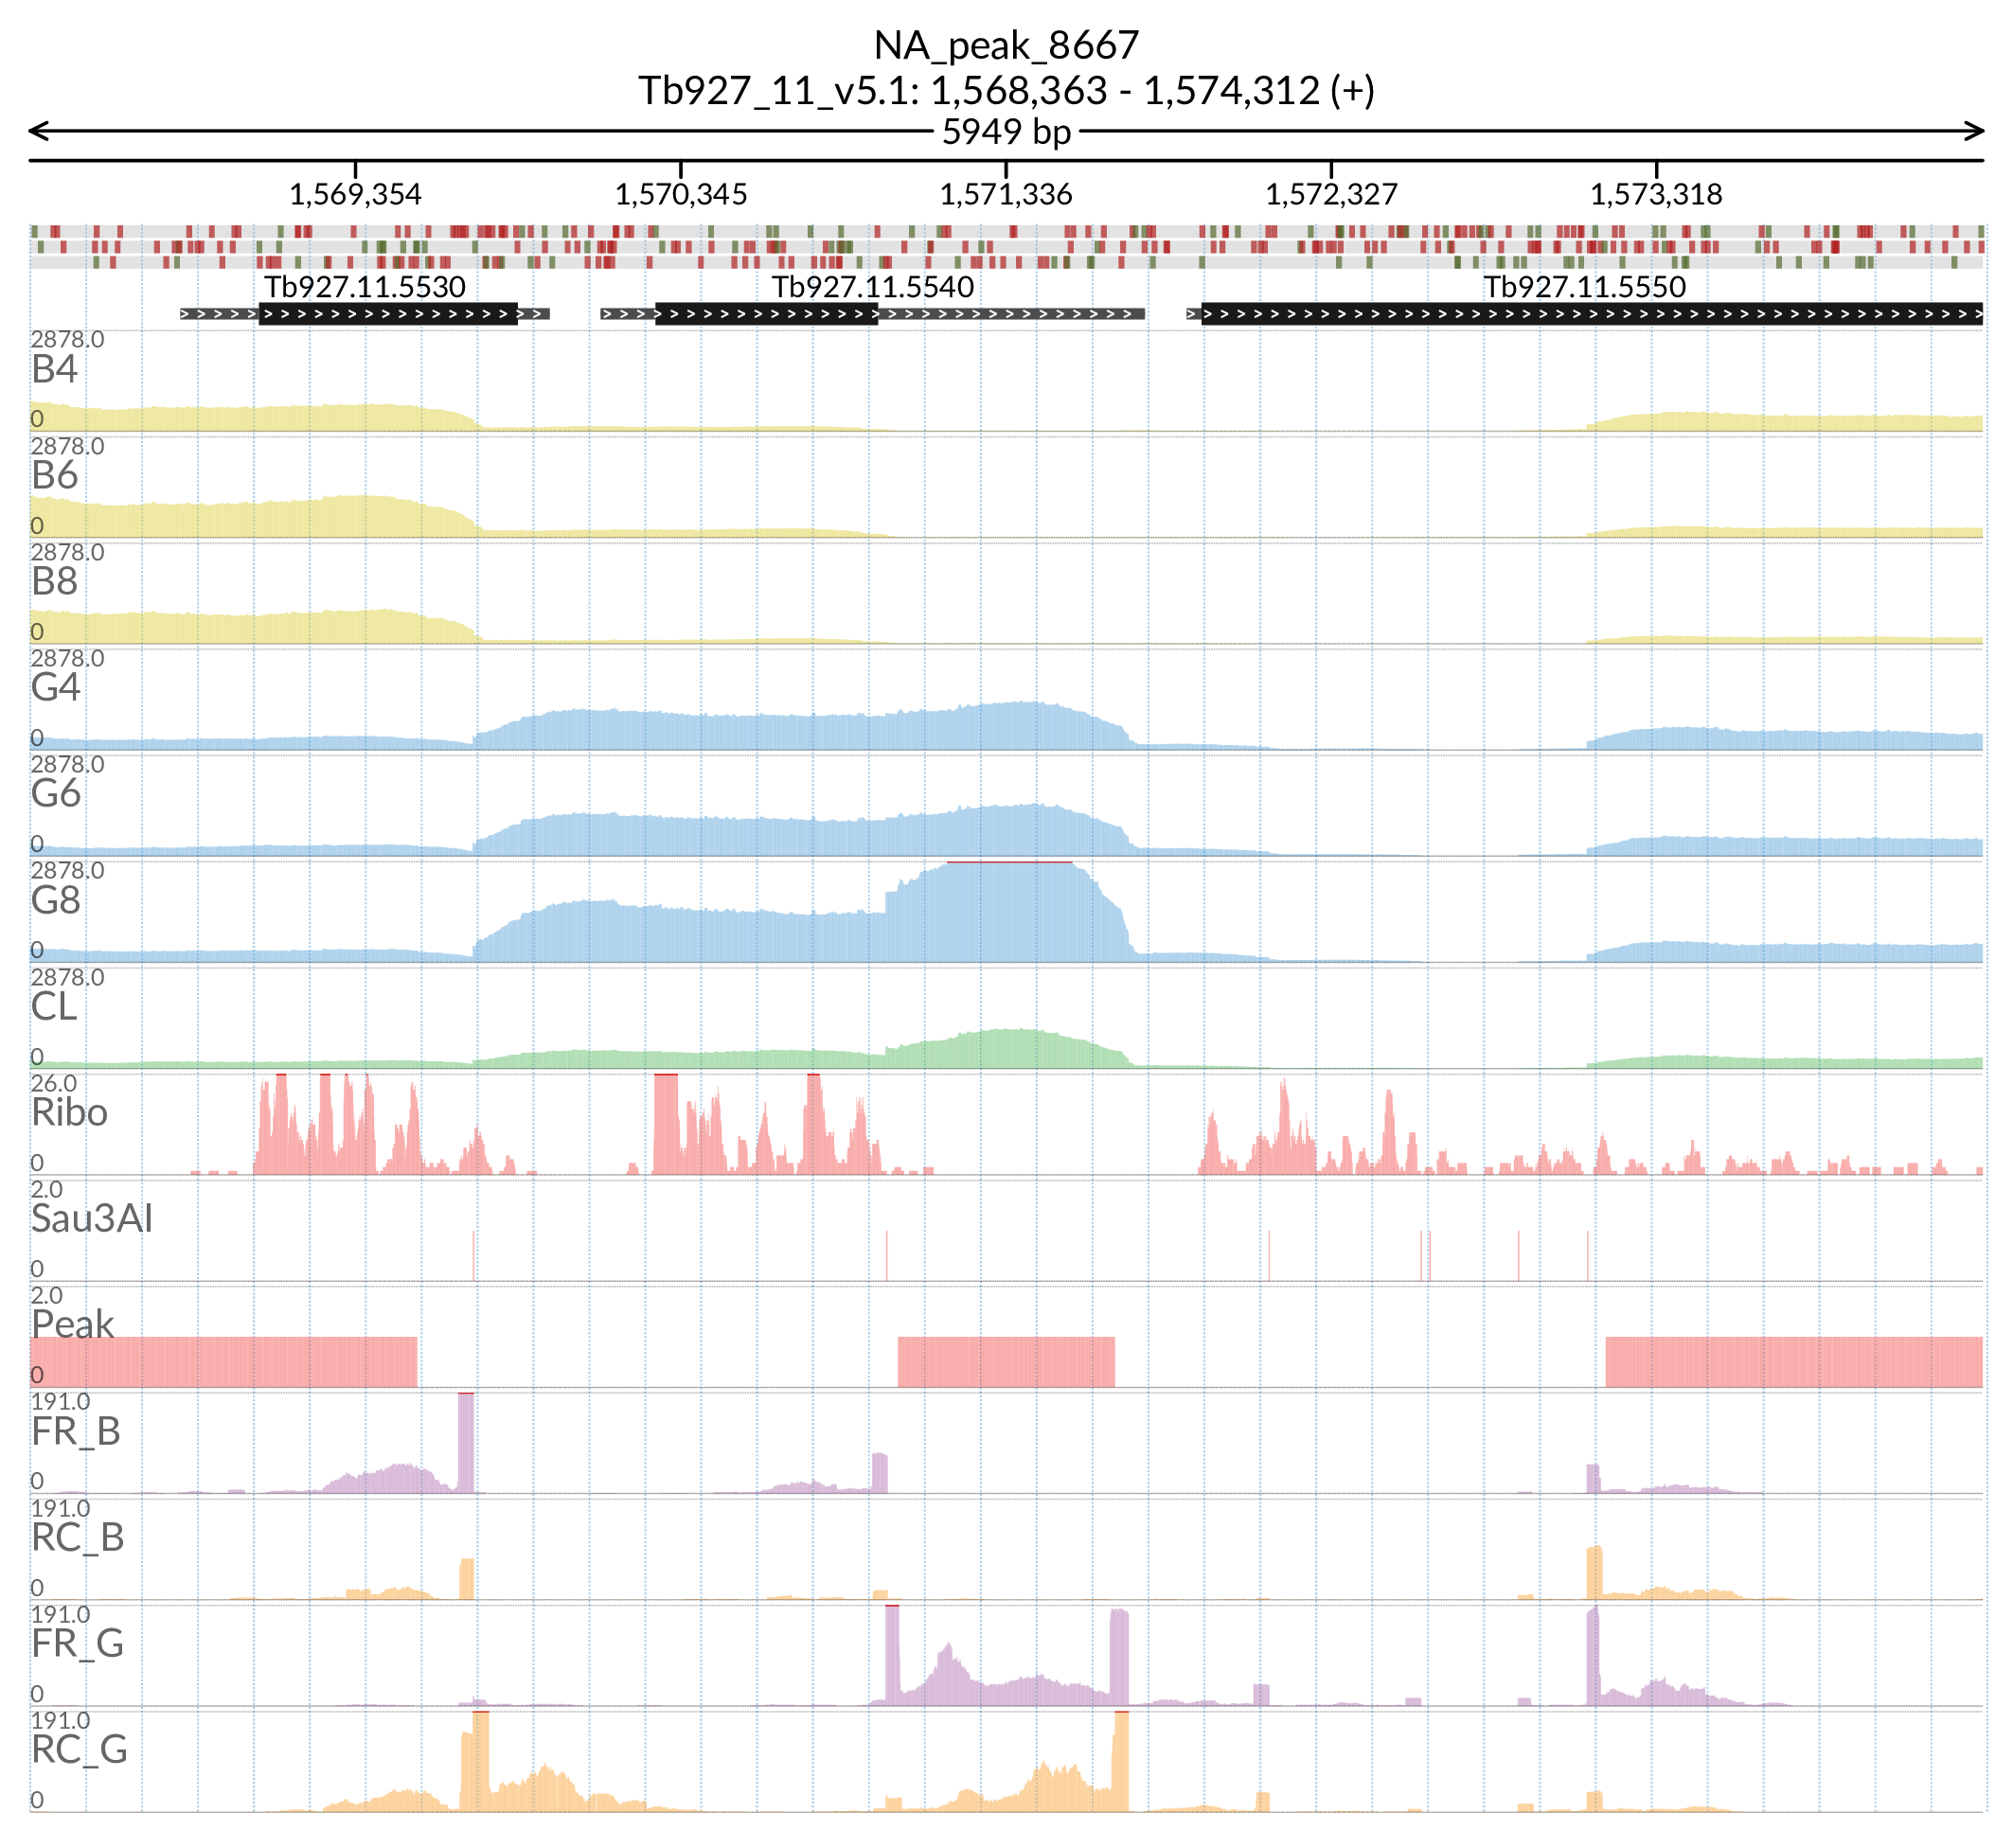 NA_peak_8667
Tb927_11_v5.1: 1,568,363 - 1,574,312 (+)
5949 bp
1,569,354 1,570,345 1,571,336 1,572,327 1,573,318
Tb927.11.5530 Tb927.11.5540 Tb927.11.5550
2878.0
B4
0
2878.0
B6
0
2878.0
B8
0
2878.0
G4
0
2878.0
G6
0
2878.0
G8
0
2878.0
CL
0
26.0
Ribo
0
2.0
Sau3AI
0
2.0
Peak
0
191.0
FR_B
0
191.0
RC_B
0
191.0
FR_G
0
191.0
RC_G
0